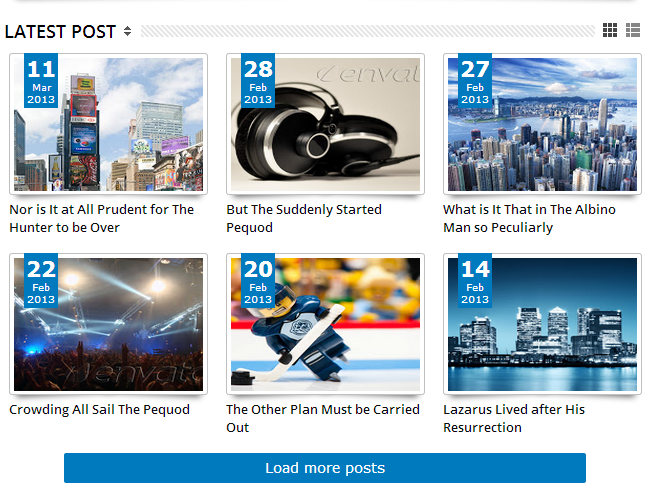 LATEST POST
11
Mar
2013
28
Feb
2013
envat
27
Feb
2013
Nor is It at All Prudent for The
Hunter to be Over
But The Suddenly Started
Pequod
What is It That in The Albino
Man so Peculiarly
22
Feb
2013
envato
20
Feb
2013
14
Feb
2013
Crowding All Sail The Pequod
The Other Plan Must be Carried
Out
Lazarus Lived after His
Resurrection
Load more posts